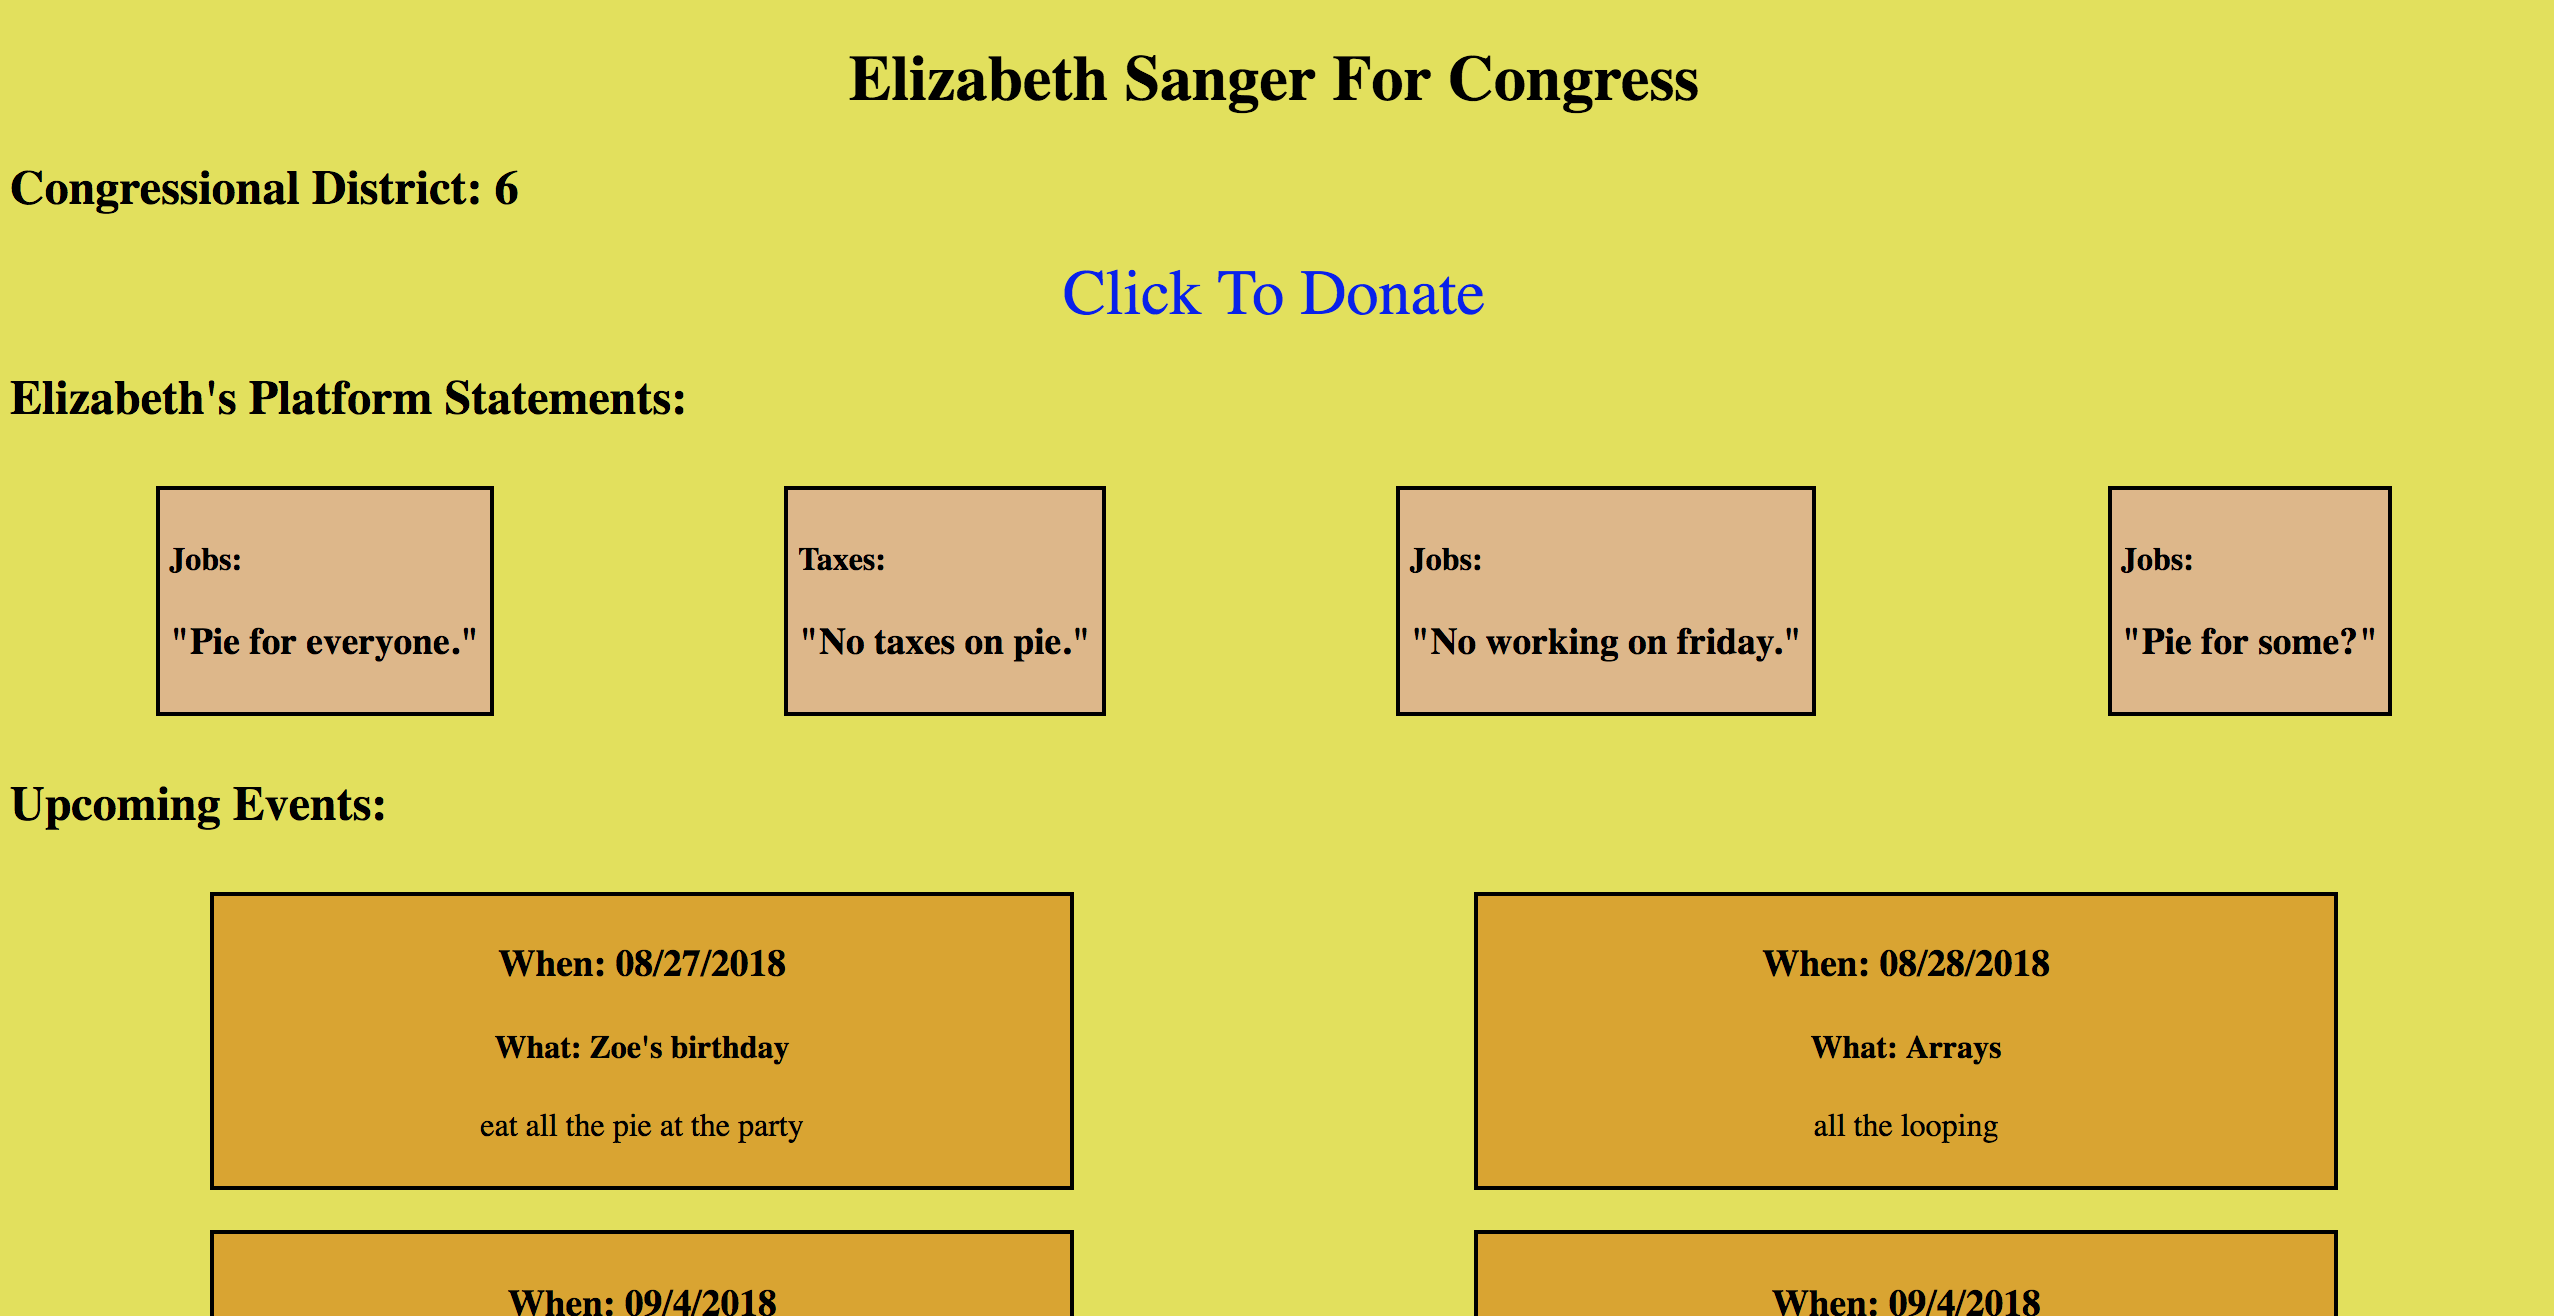 Elizabeth Sanger For Congress
Congressional District: 6
Click To Donate
Elizabeth's Platform Statements:
Jobs:
"Pie for everyone."
Taxes:
"No taxes on pie."
Jobs:
"No working on friday."
Jobs:
"Pie for some?"
Upcoming Events:
When: 08/27/2018
What: Zoe's birthday
eat all the pie at the party
When: 08/28/2018
What: Arrays
all the looping
When: 09/4/2018
When: 09/4/2018